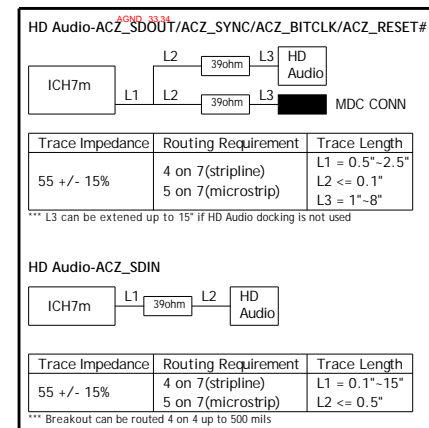 AGND 33,34
HD Audio-ACZ_SDOUT/ACZ_SYNC/ACZ_BITCLK/ACZ_RESET#
ICH7m
L1
L2
39ohm
L3
HD
Audio
L2
39ohm
L3
MDC CONN
Trace Impedance Routing Requirement Trace Length
55 +/- 15%
4 on 7(stripline)
5 on 7(microstrip)
L1 = 0.5"~2.5"
L2 <= 0.1"
L3 = 1"~8"
*** L3 can be extened up to 15" if HD Audio docking is not used
HD Audio-ACZ_SDIN
ICH7m
L1
39ohm
L2
HD
Audio
Trace Impedance Routing Requirement Trace Length
55 +/- 15%
4 on 7(stripline)
5 on 7(microstrip)
L1 = 0.1"~15"
L2 <= 0.5"
*** Breakout can be routed 4 on 4 up to 500 mils